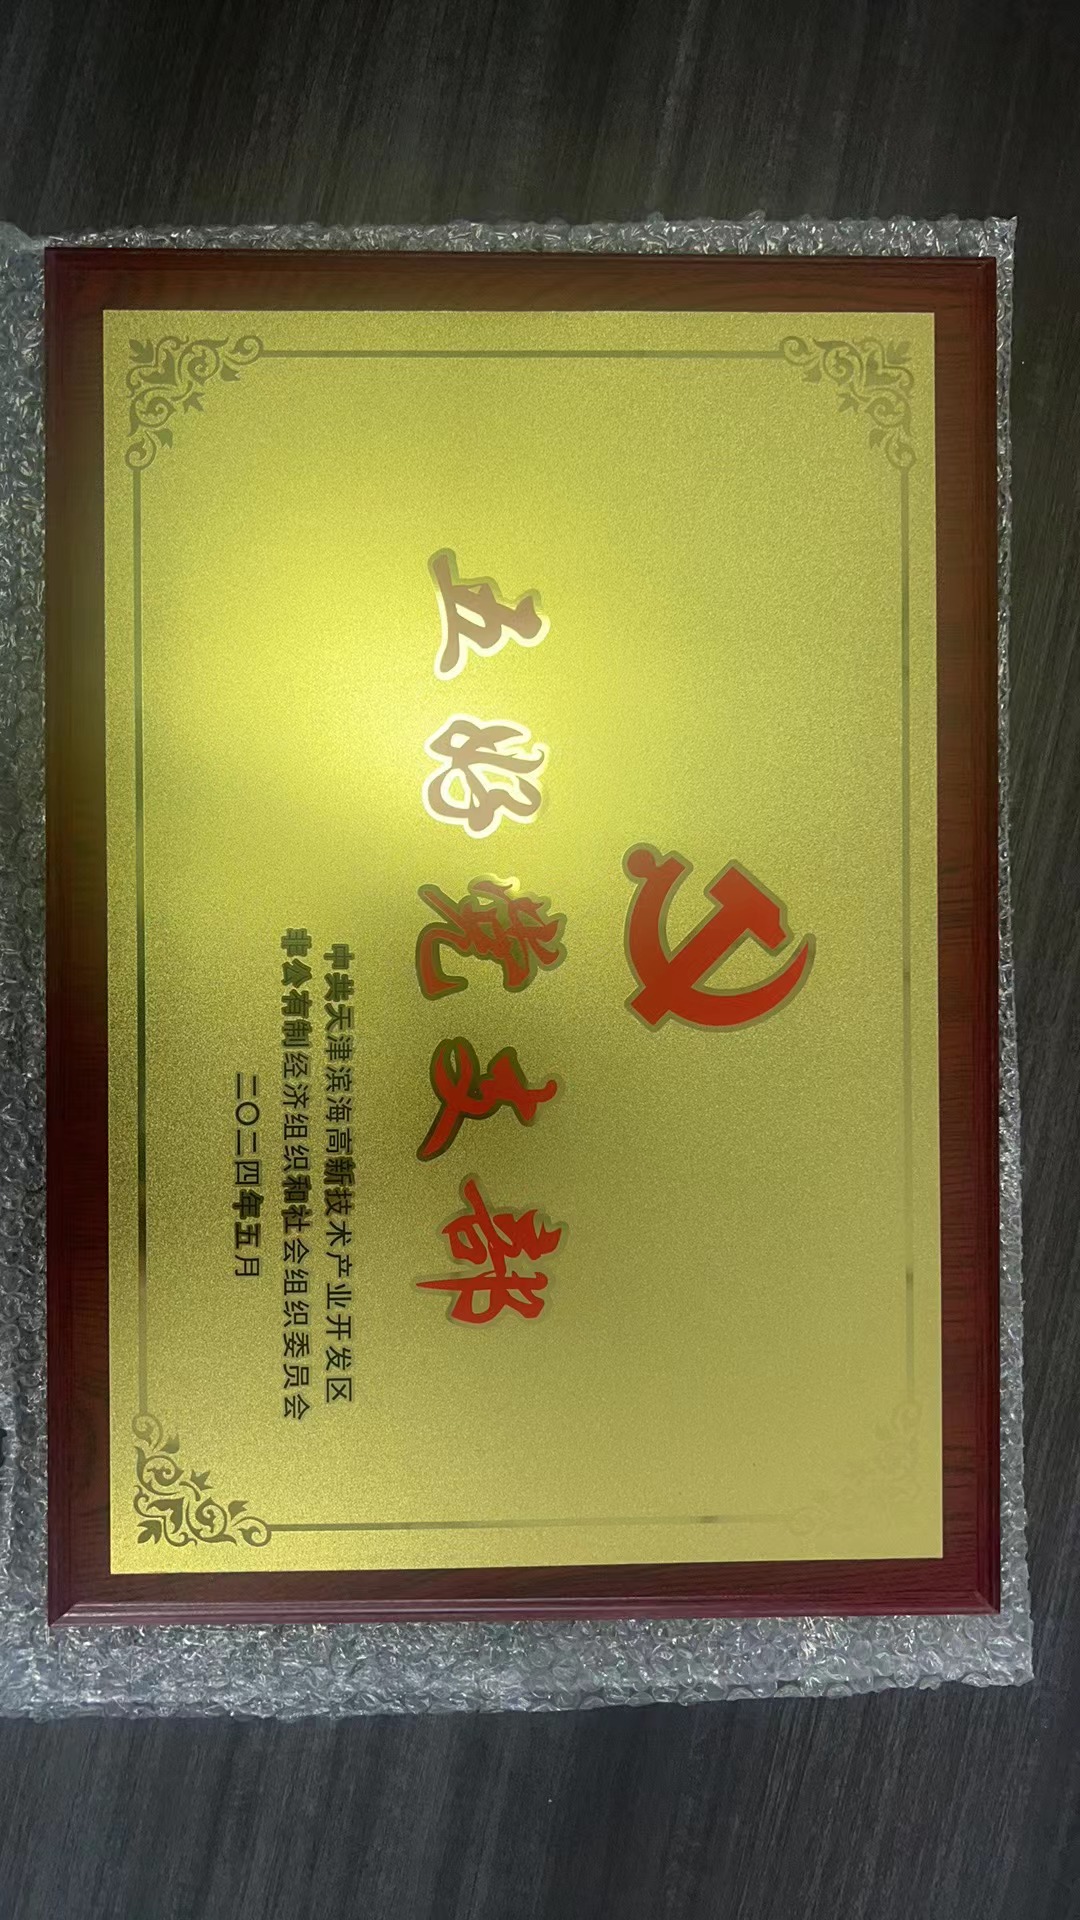 五好党支部
中共天津滨海高新技术产业开发区
非公有制经济组织和社会组织委员会
二〇二四年五月